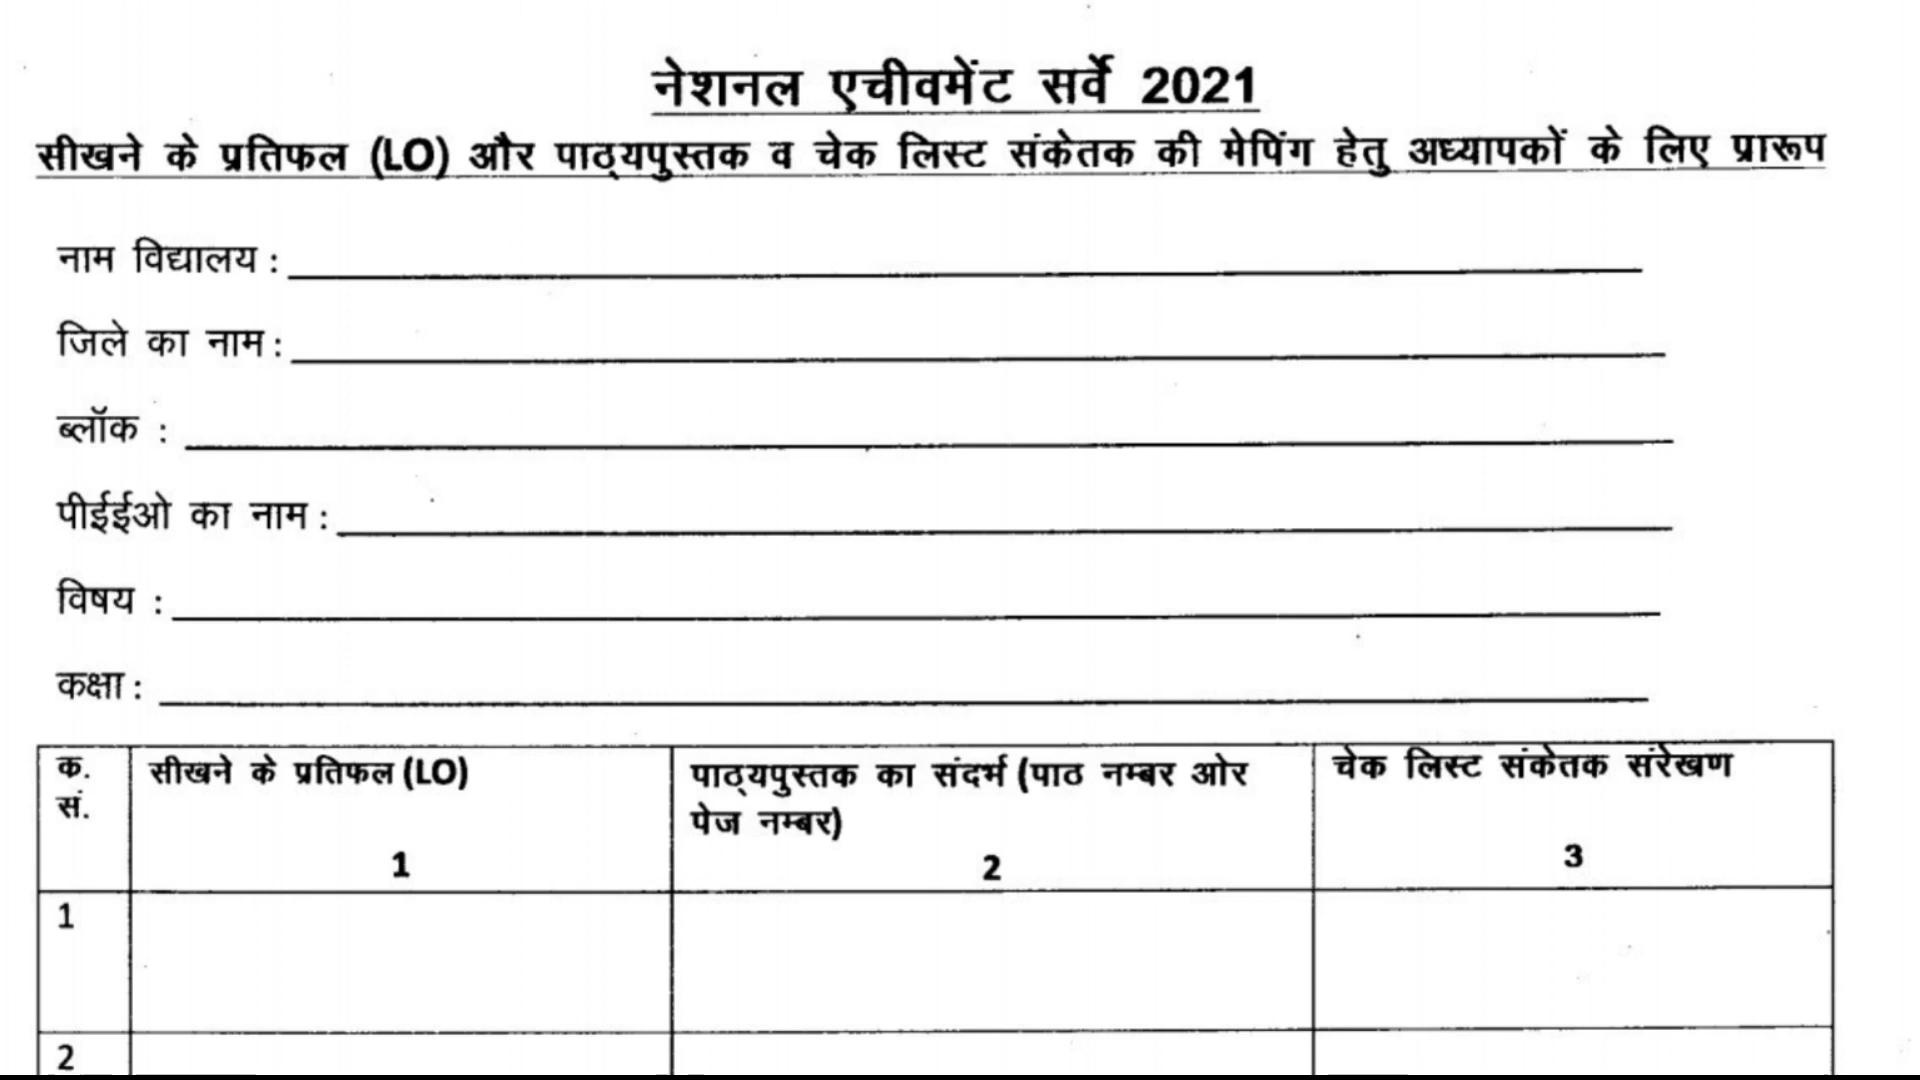 नेशनल एचीवमेंट सर्वे 2021
सीखने के प्रतिफल (LO) और पाठ्यपुस्तक व चेक लिस्ट संकेतक की मेपिंग हेतु अध्यापकों के लिए प्रारूप
नाम विद्यालय :
जिले का नाम :
ब्लॉक :
पीईईओ का नाम :
विषय :
कक्षा :
क. सं.
सीखने के प्रतिफल (LO)
1
पाठ्यपुस्तक का संदर्भ (पाठ नम्बर ओर
पेज नम्बर)
2
चेक लिस्ट संकेतक संरेखण
3
1
2